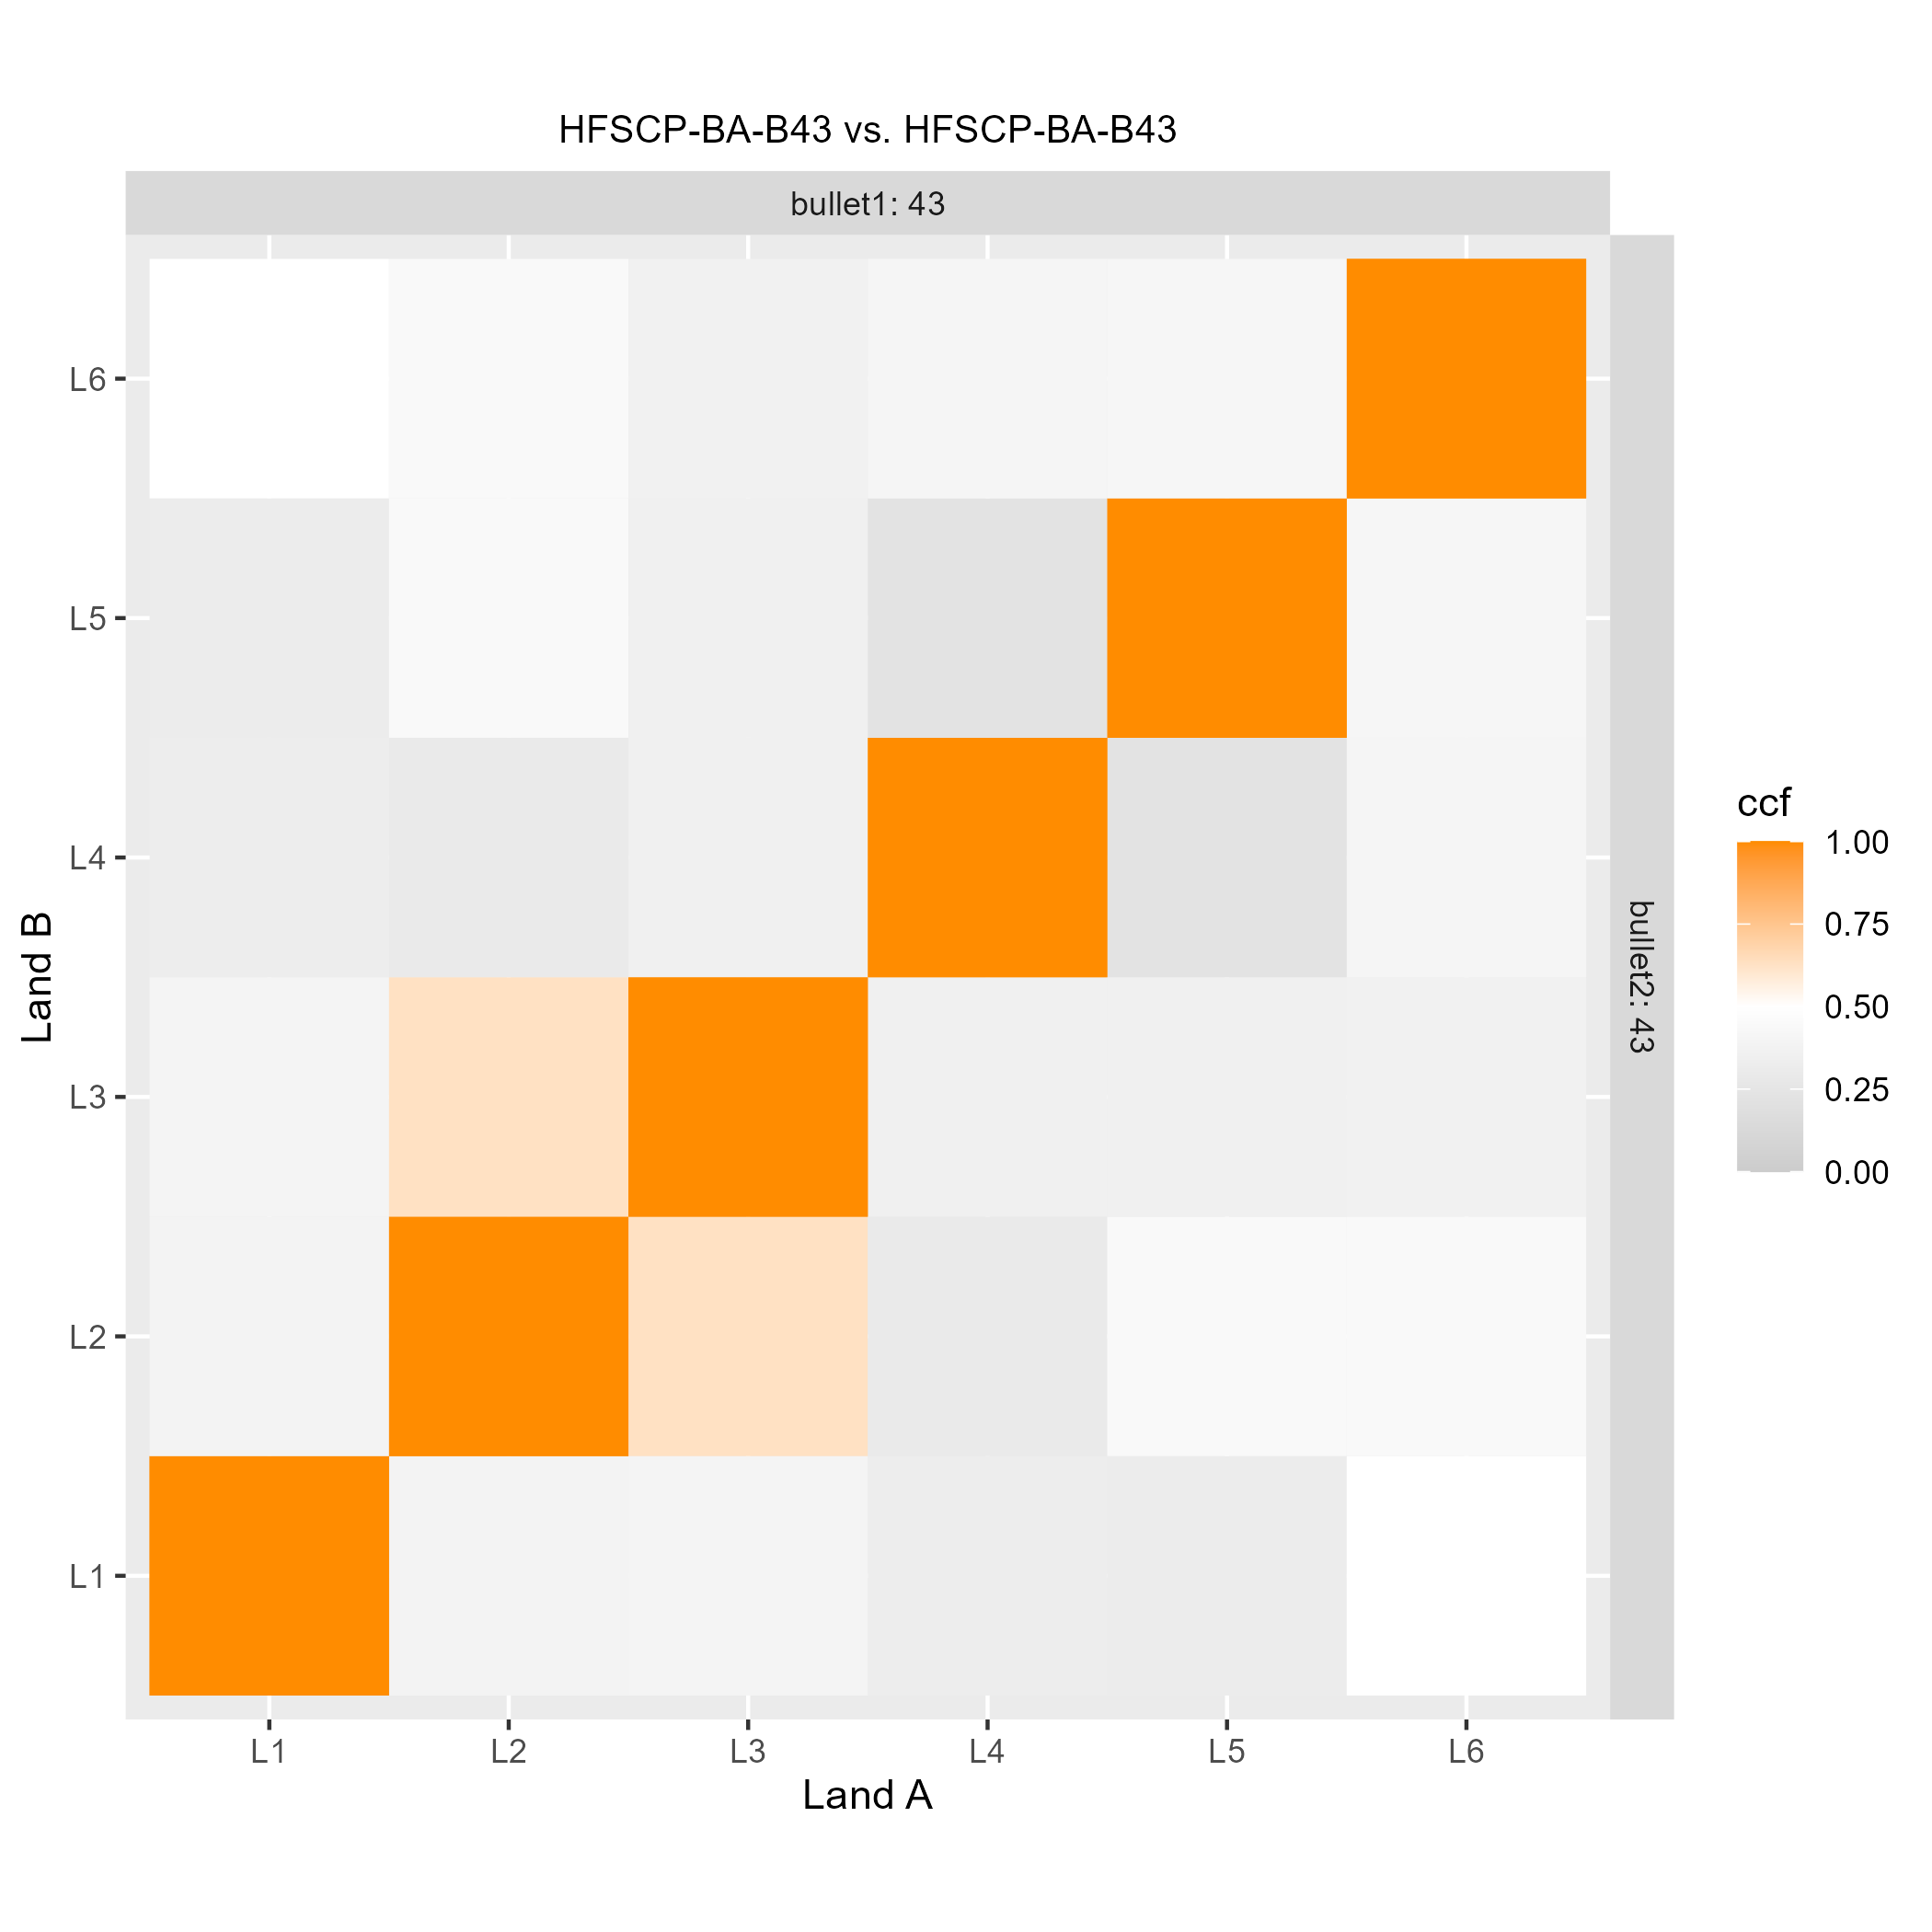 HFSCP-BA-B43 vs. HFSCP-BA-B43
bullet1: 43
L6
L5
L4
L3
L2
L1
Land B
bullet2: 43
L1 L2 L3 L4 L5 L6
Land A
ccf
1.00
0.75
0.50
0.25
0.00